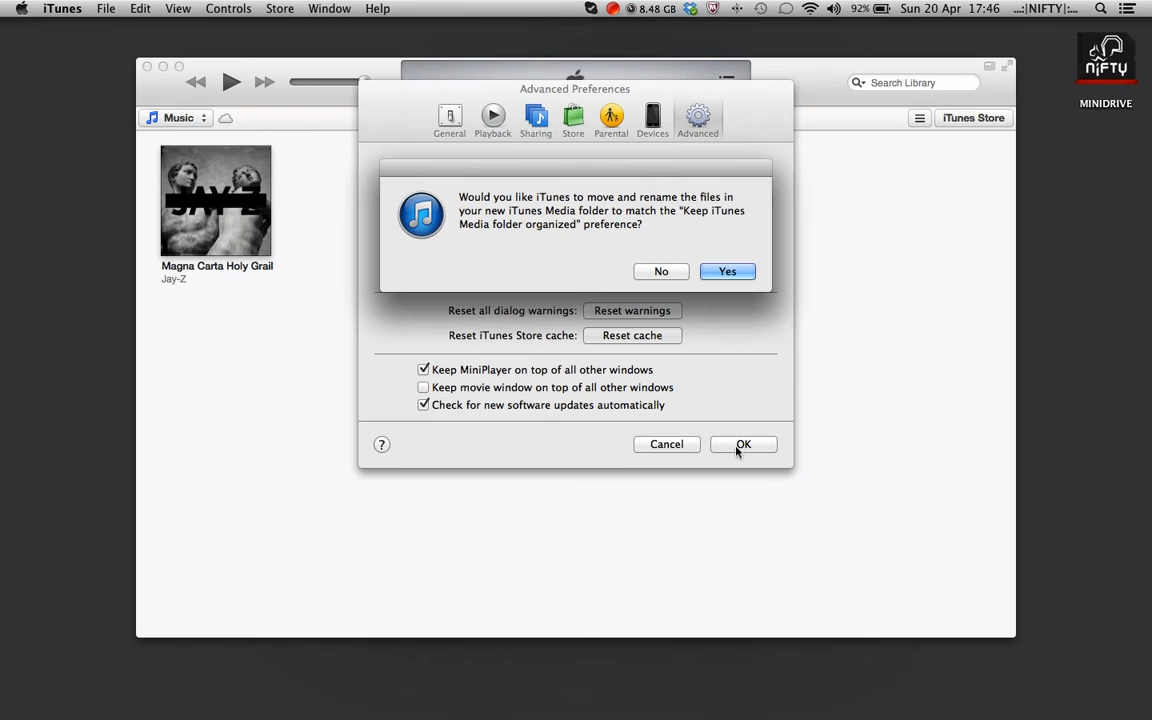 iTunes File Edit View Controls Store Window Help 8.48 GB 92% Sun 20 Apr 17:46 ...:|NIFTY|:...
NIFTY
MINIDRIVE
Search Library
Music
iTunes Store
Advanced Preferences
General Playback Sharing Store Parental Devices Advanced
Would you like iTunes to move and rename the files in
your new iTunes Media folder to match the “Keep iTunes
Media folder organized” preference?
No Yes
JAY Z
Magna Carta Holy Grail
Jay-Z
Reset all dialog warnings: Reset warnings
Reset iTunes Store cache: Reset cache
Keep MiniPlayer on top of all other windows
Keep movie window on top of all other windows
Check for new software updates automatically
? Cancel OK